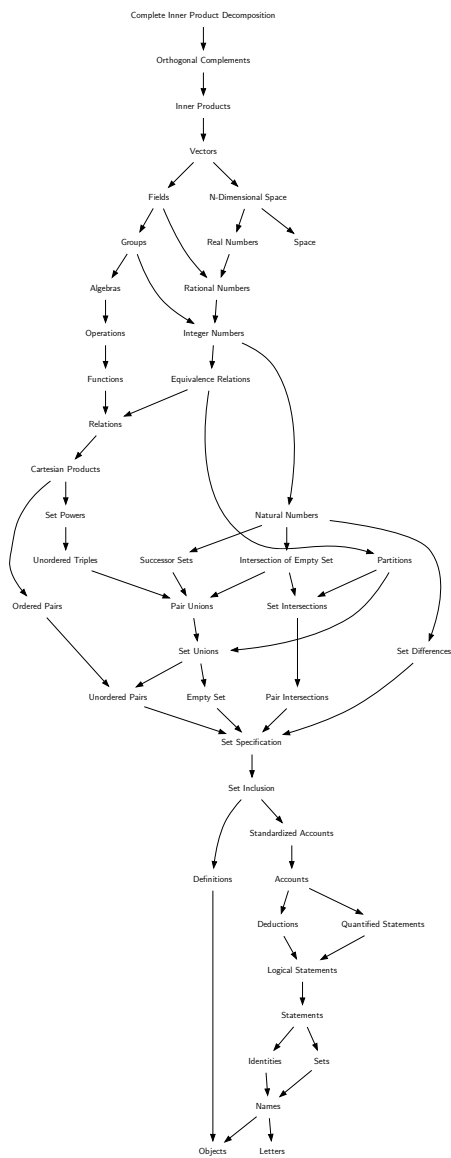 Complete Inner Product Decomposition
Orthogonal Complements
Inner Products
Vectors
Fields
N-Dimensional Space
Groups
Real Numbers
Space
Algebras
Rational Numbers
Operations
Integer Numbers
Functions
Equivalence Relations
Relations
Cartesian Products
Set Powers
Natural Numbers
Unordered Triples
Successor Sets
Intersection of Empty Set
Partitions
Ordered Pairs
Pair Unions
Set Intersections
Set Unions
Set Differences
Unordered Pairs
Empty Set
Pair Intersections
Set Specification
Set Inclusion
Standardized Accounts
Definitions
Accounts
Deductions
Quantified Statements
Logical Statements
Statements
Identities
Sets
Names
Objects
Letters